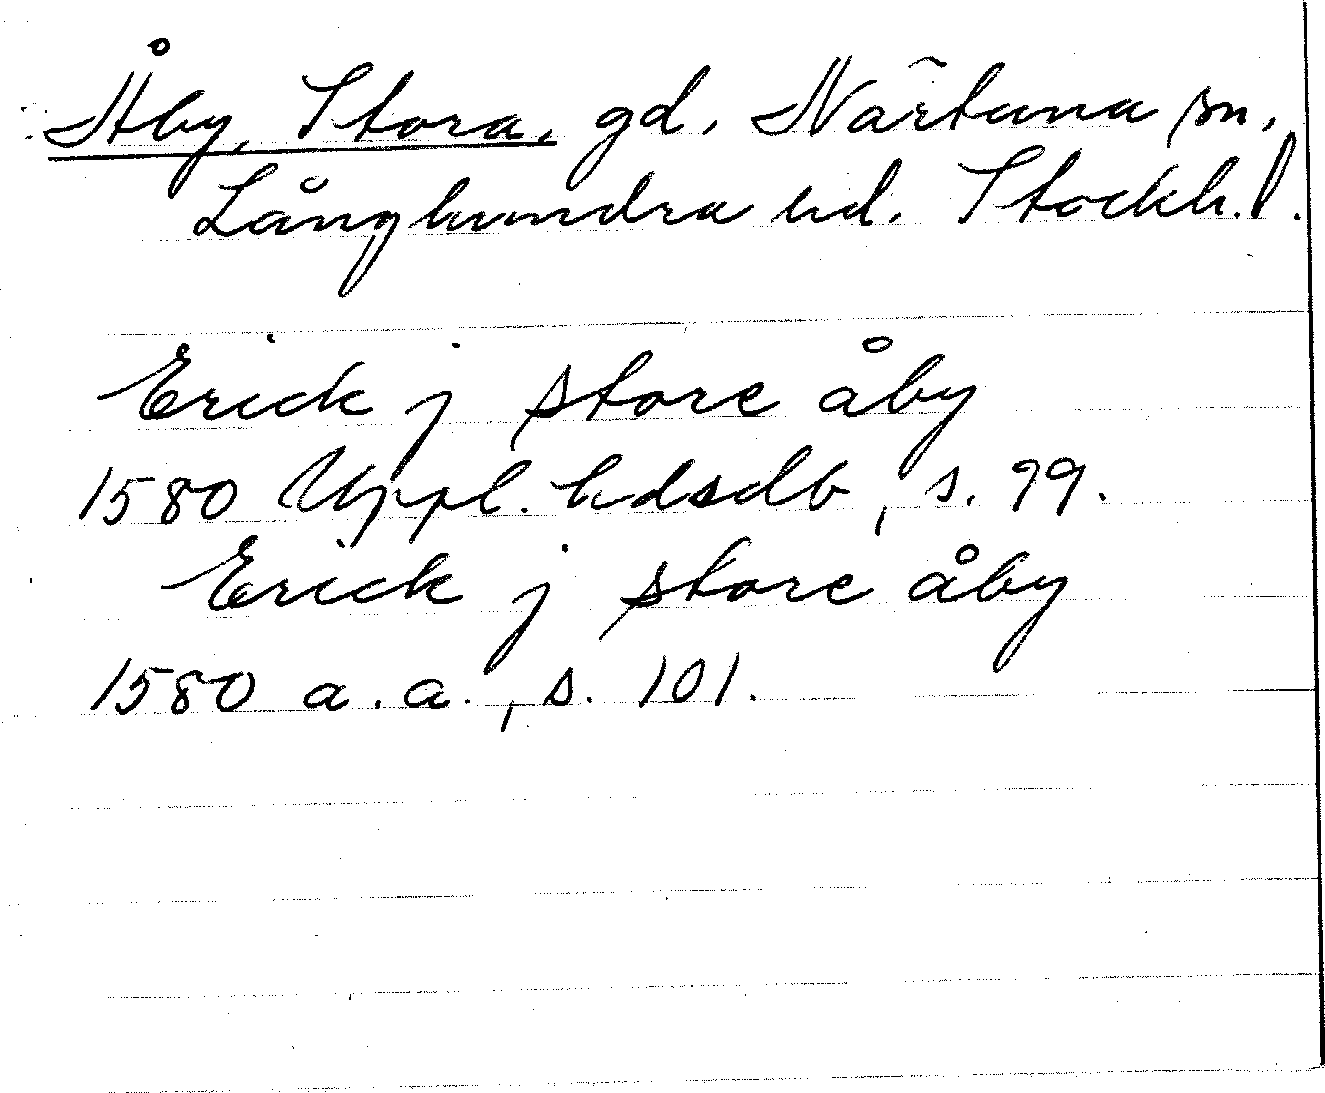 Åby, Stora, gd, Närtuna sn,
Långhundra hd. Stockh.l.
Erick j store åby
1580 Uppl. hdsdb, s. 99.
Erick j store åby
1580 a.a., s. 101.